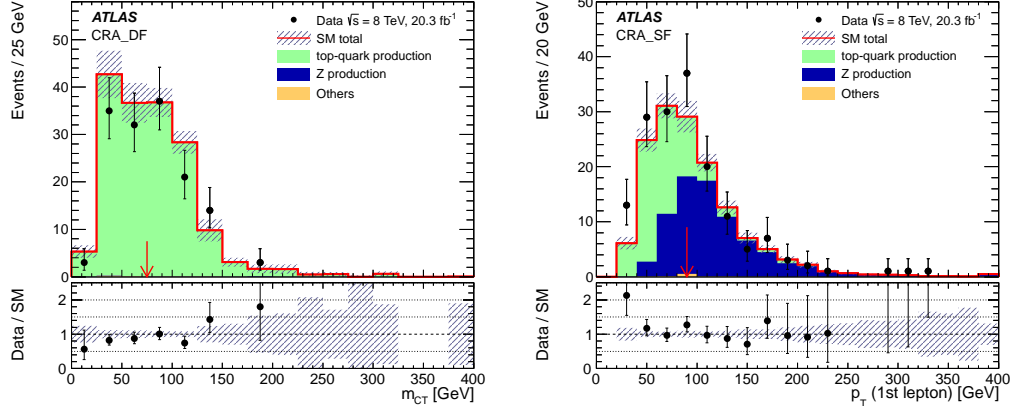 ATLAS
CRA_DF
Data √s = 8 TeV, 20.3 fb⁻¹
SM total
top-quark production
Z production
Others
Events / 25 GeV
50
40
30
20
10
0
Data / SM
2
1
0
0 50 100 150 200 250 300 350 400
m_CT [GeV]
ATLAS
CRA_SF
Data √s = 8 TeV, 20.3 fb⁻¹
SM total
top-quark production
Z production
Others
Events / 20 GeV
50
40
30
20
10
0
Data / SM
2
1
0
0 50 100 150 200 250 300 350 400
p_T (1st lepton) [GeV]